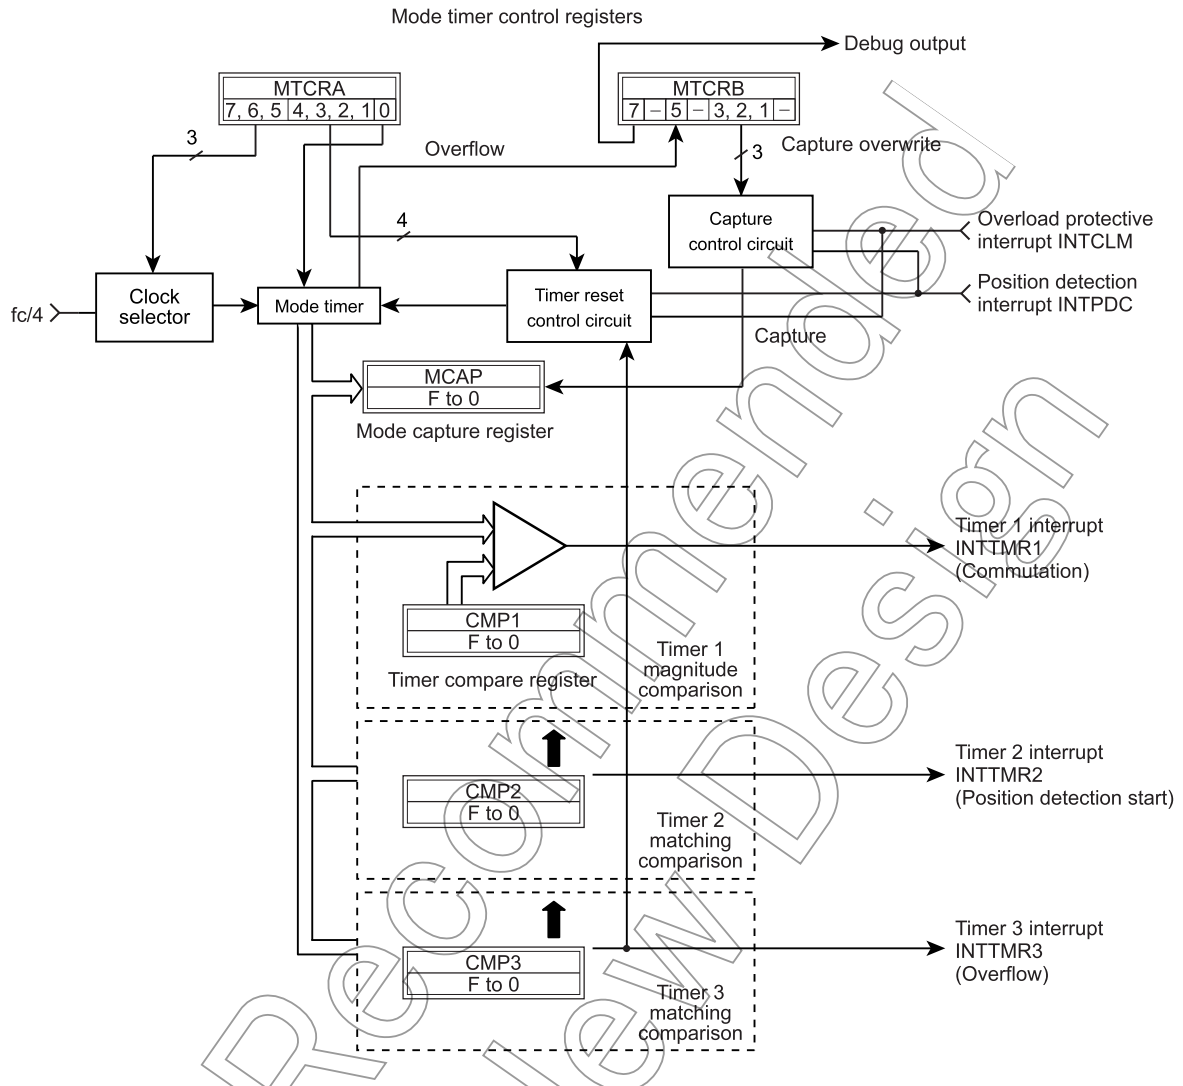 Mode timer control registers
Debug output
MTCRA
7, 6, 5 4, 3, 2, 1 0
MTCRB
7 – 5 – 3, 2, 1 –
3
Overflow
3
Capture overwrite
4
Capture
control circuit
Overload protective
interrupt INTCLM
fc/4
Clock
selector
Mode timer
Timer reset
control circuit
Position detection
interrupt INTPDC
Capture
MCAP
F to 0
Mode capture register
Timer 1 interrupt
INTTMR1
(Commutation)
CMP1
F to 0
Timer compare register
Timer 1
magnitude
comparison
Timer 2 interrupt
INTTMR2
(Position detection start)
CMP2
F to 0
Timer 2
matching
comparison
Timer 3 interrupt
INTTMR3
(Overflow)
CMP3
F to 0
Timer 3
matching
comparison
Recommended
ew Design